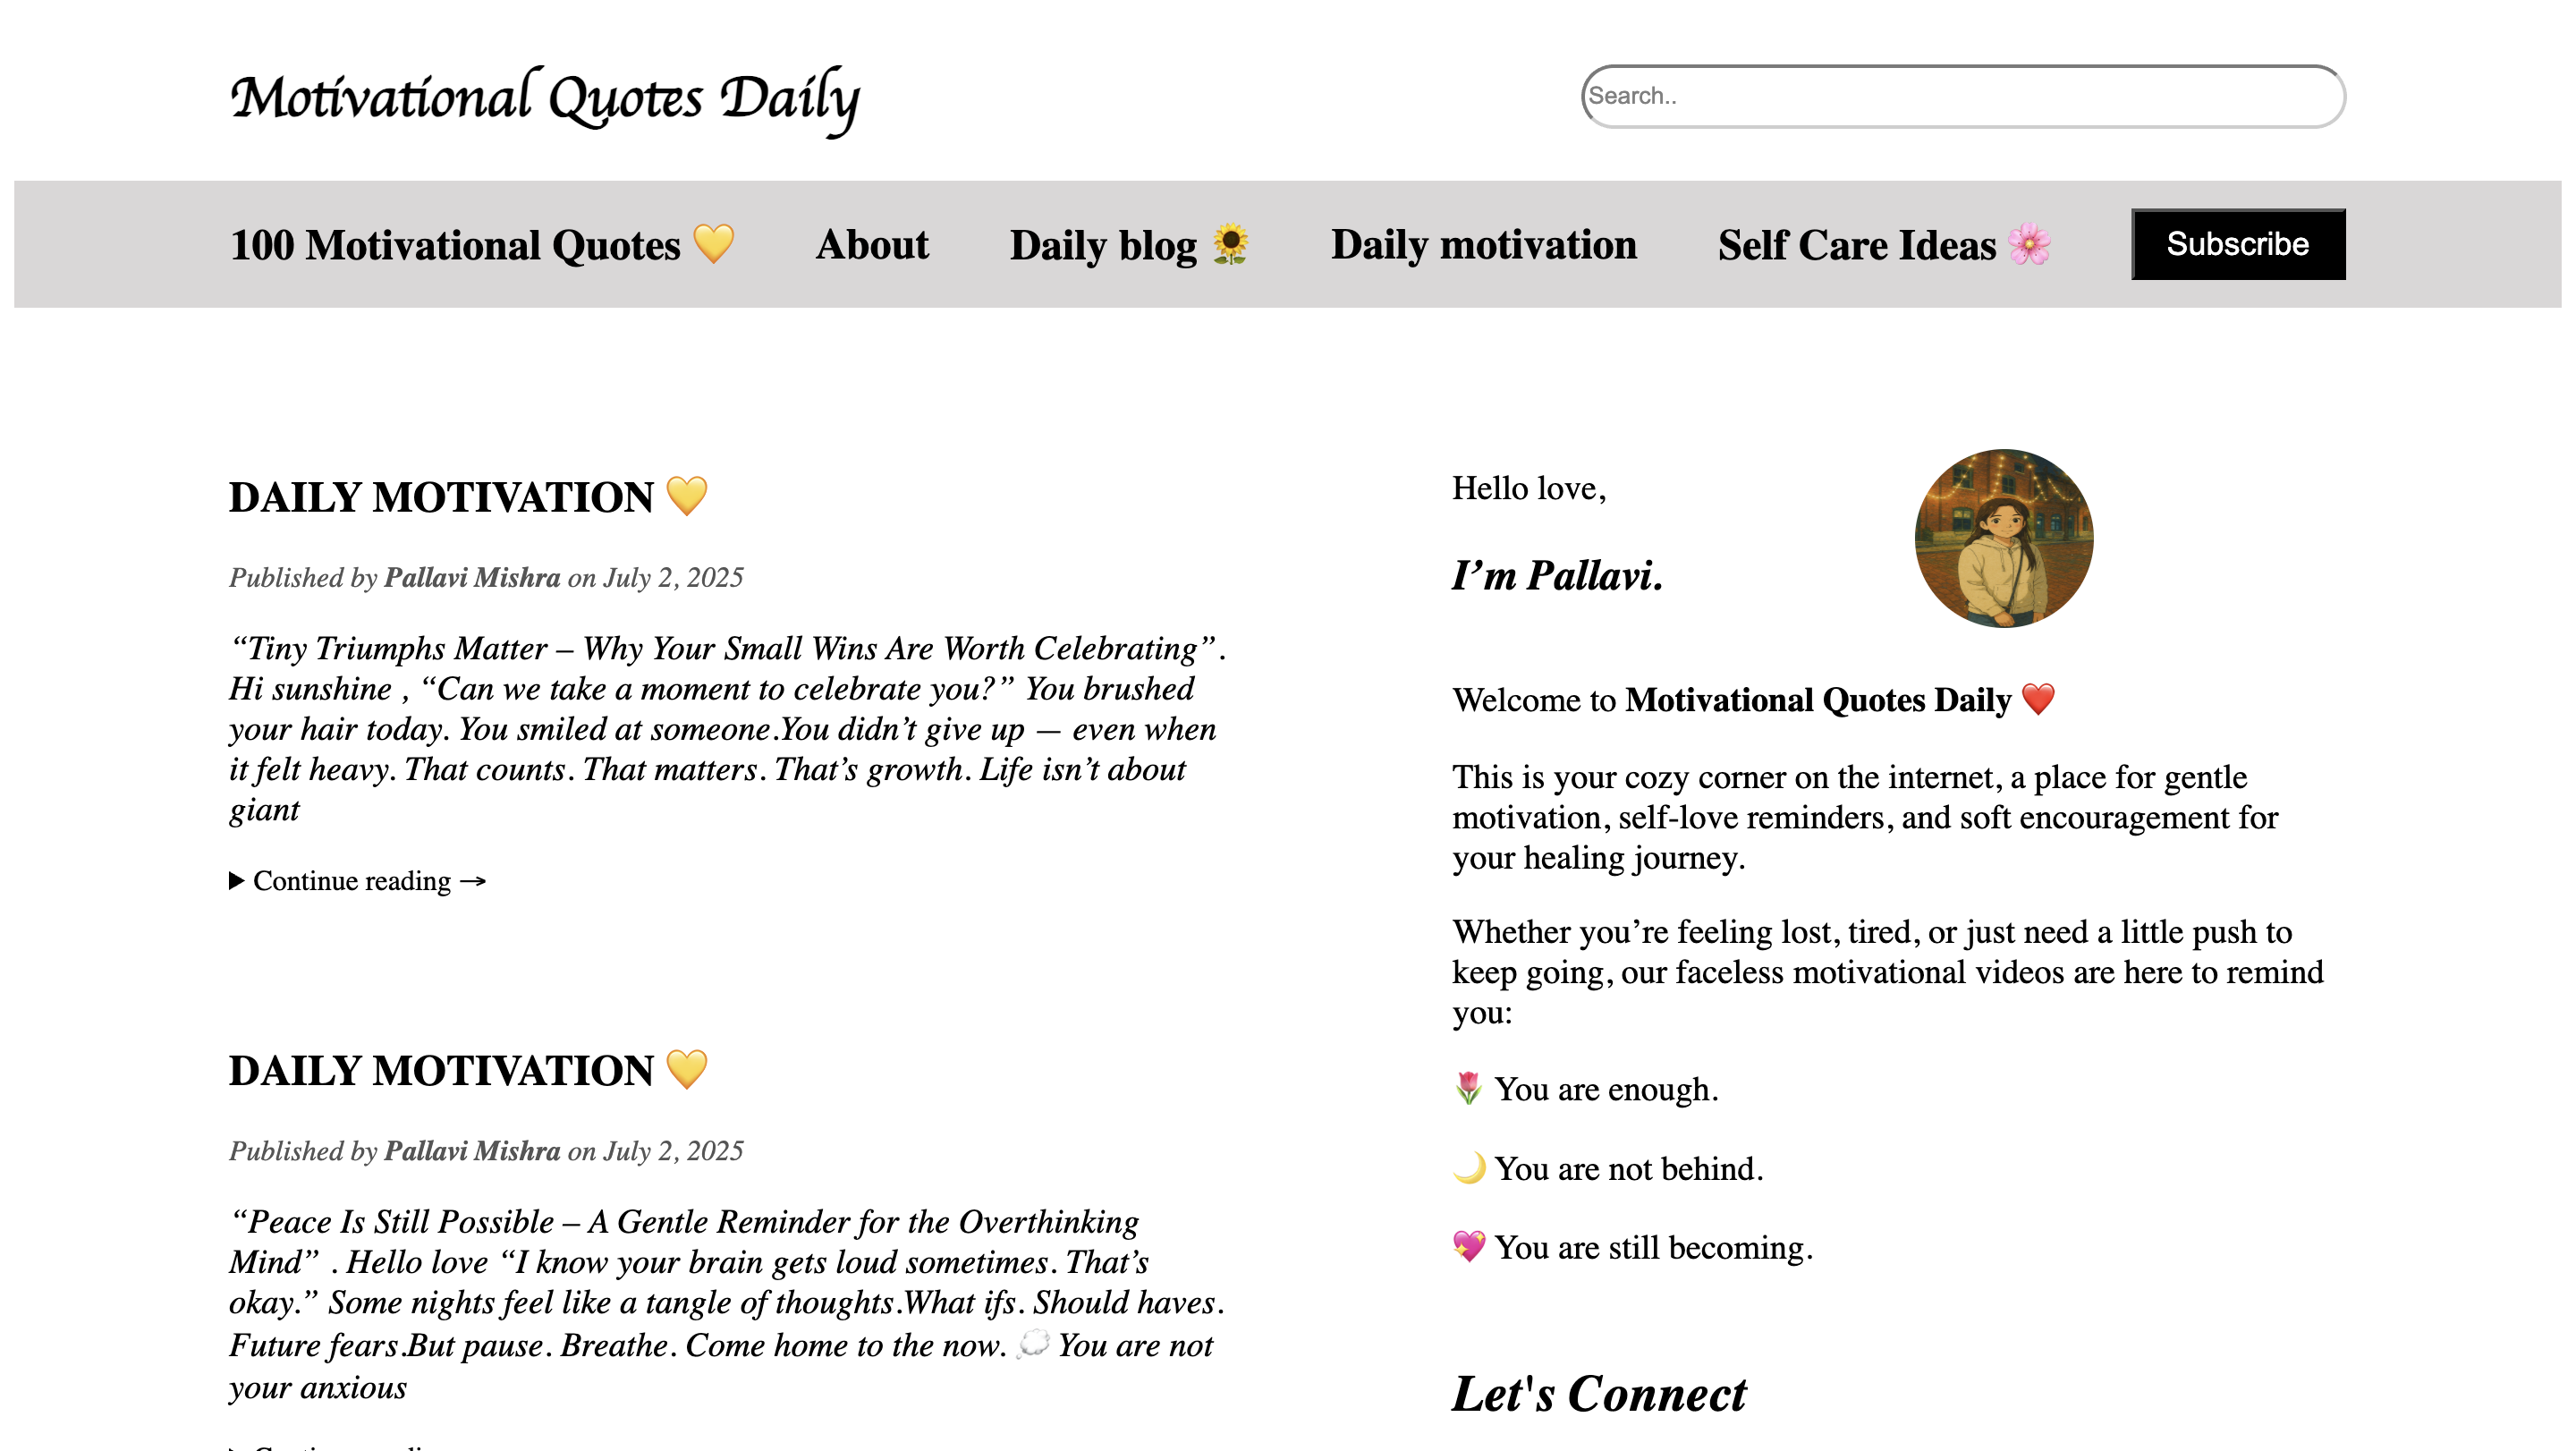 Motivational Quotes Daily
Search..
100 Motivational Quotes 💛
About
Daily blog 🌻
Daily motivation
Self Care Ideas 🌸
Subscribe
DAILY MOTIVATION 💛
Published by Pallavi Mishra on July 2, 2025
“Tiny Triumphs Matter – Why Your Small Wins Are Worth Celebrating”.
Hi sunshine , “Can we take a moment to celebrate you?” You brushed
your hair today. You smiled at someone.You didn’t give up — even when
it felt heavy. That counts. That matters. That’s growth. Life isn’t about
giant
▶ Continue reading →
DAILY MOTIVATION 💛
Published by Pallavi Mishra on July 2, 2025
“Peace Is Still Possible – A Gentle Reminder for the Overthinking
Mind” . Hello love “I know your brain gets loud sometimes. That’s
okay.” Some nights feel like a tangle of thoughts.What ifs. Should haves.
Future fears.But pause. Breathe. Come home to the now. 💭 You are not
your anxious
Hello love,
I’m Pallavi.
Welcome to Motivational Quotes Daily ❤️
This is your cozy corner on the internet, a place for gentle
motivation, self-love reminders, and soft encouragement for
your healing journey.
Whether you’re feeling lost, tired, or just need a little push to
keep going, our faceless motivational videos are here to remind
you:
🌷 You are enough.
🌙 You are not behind.
💖 You are still becoming.
Let's Connect